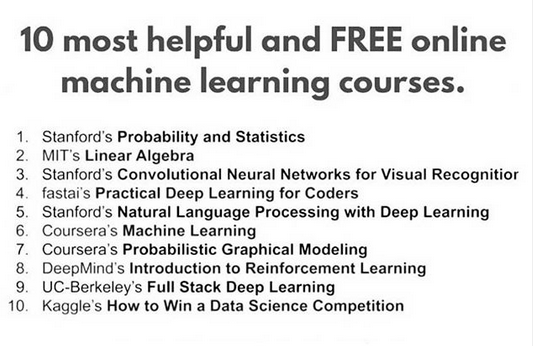 10 most helpful and FREE online
machine learning courses.
1. Stanford's Probability and Statistics
2. MIT's Linear Algebra
3. Stanford's Convolutional Neural Networks for Visual Recognition
4. fastai's Practical Deep Learning for Coders
5. Stanford's Natural Language Processing with Deep Learning
6. Coursera's Machine Learning
7. Coursera's Probabilistic Graphical Modeling
8. DeepMind's Introduction to Reinforcement Learning
9. UC-Berkeley's Full Stack Deep Learning
10. Kaggle's How to Win a Data Science Competition